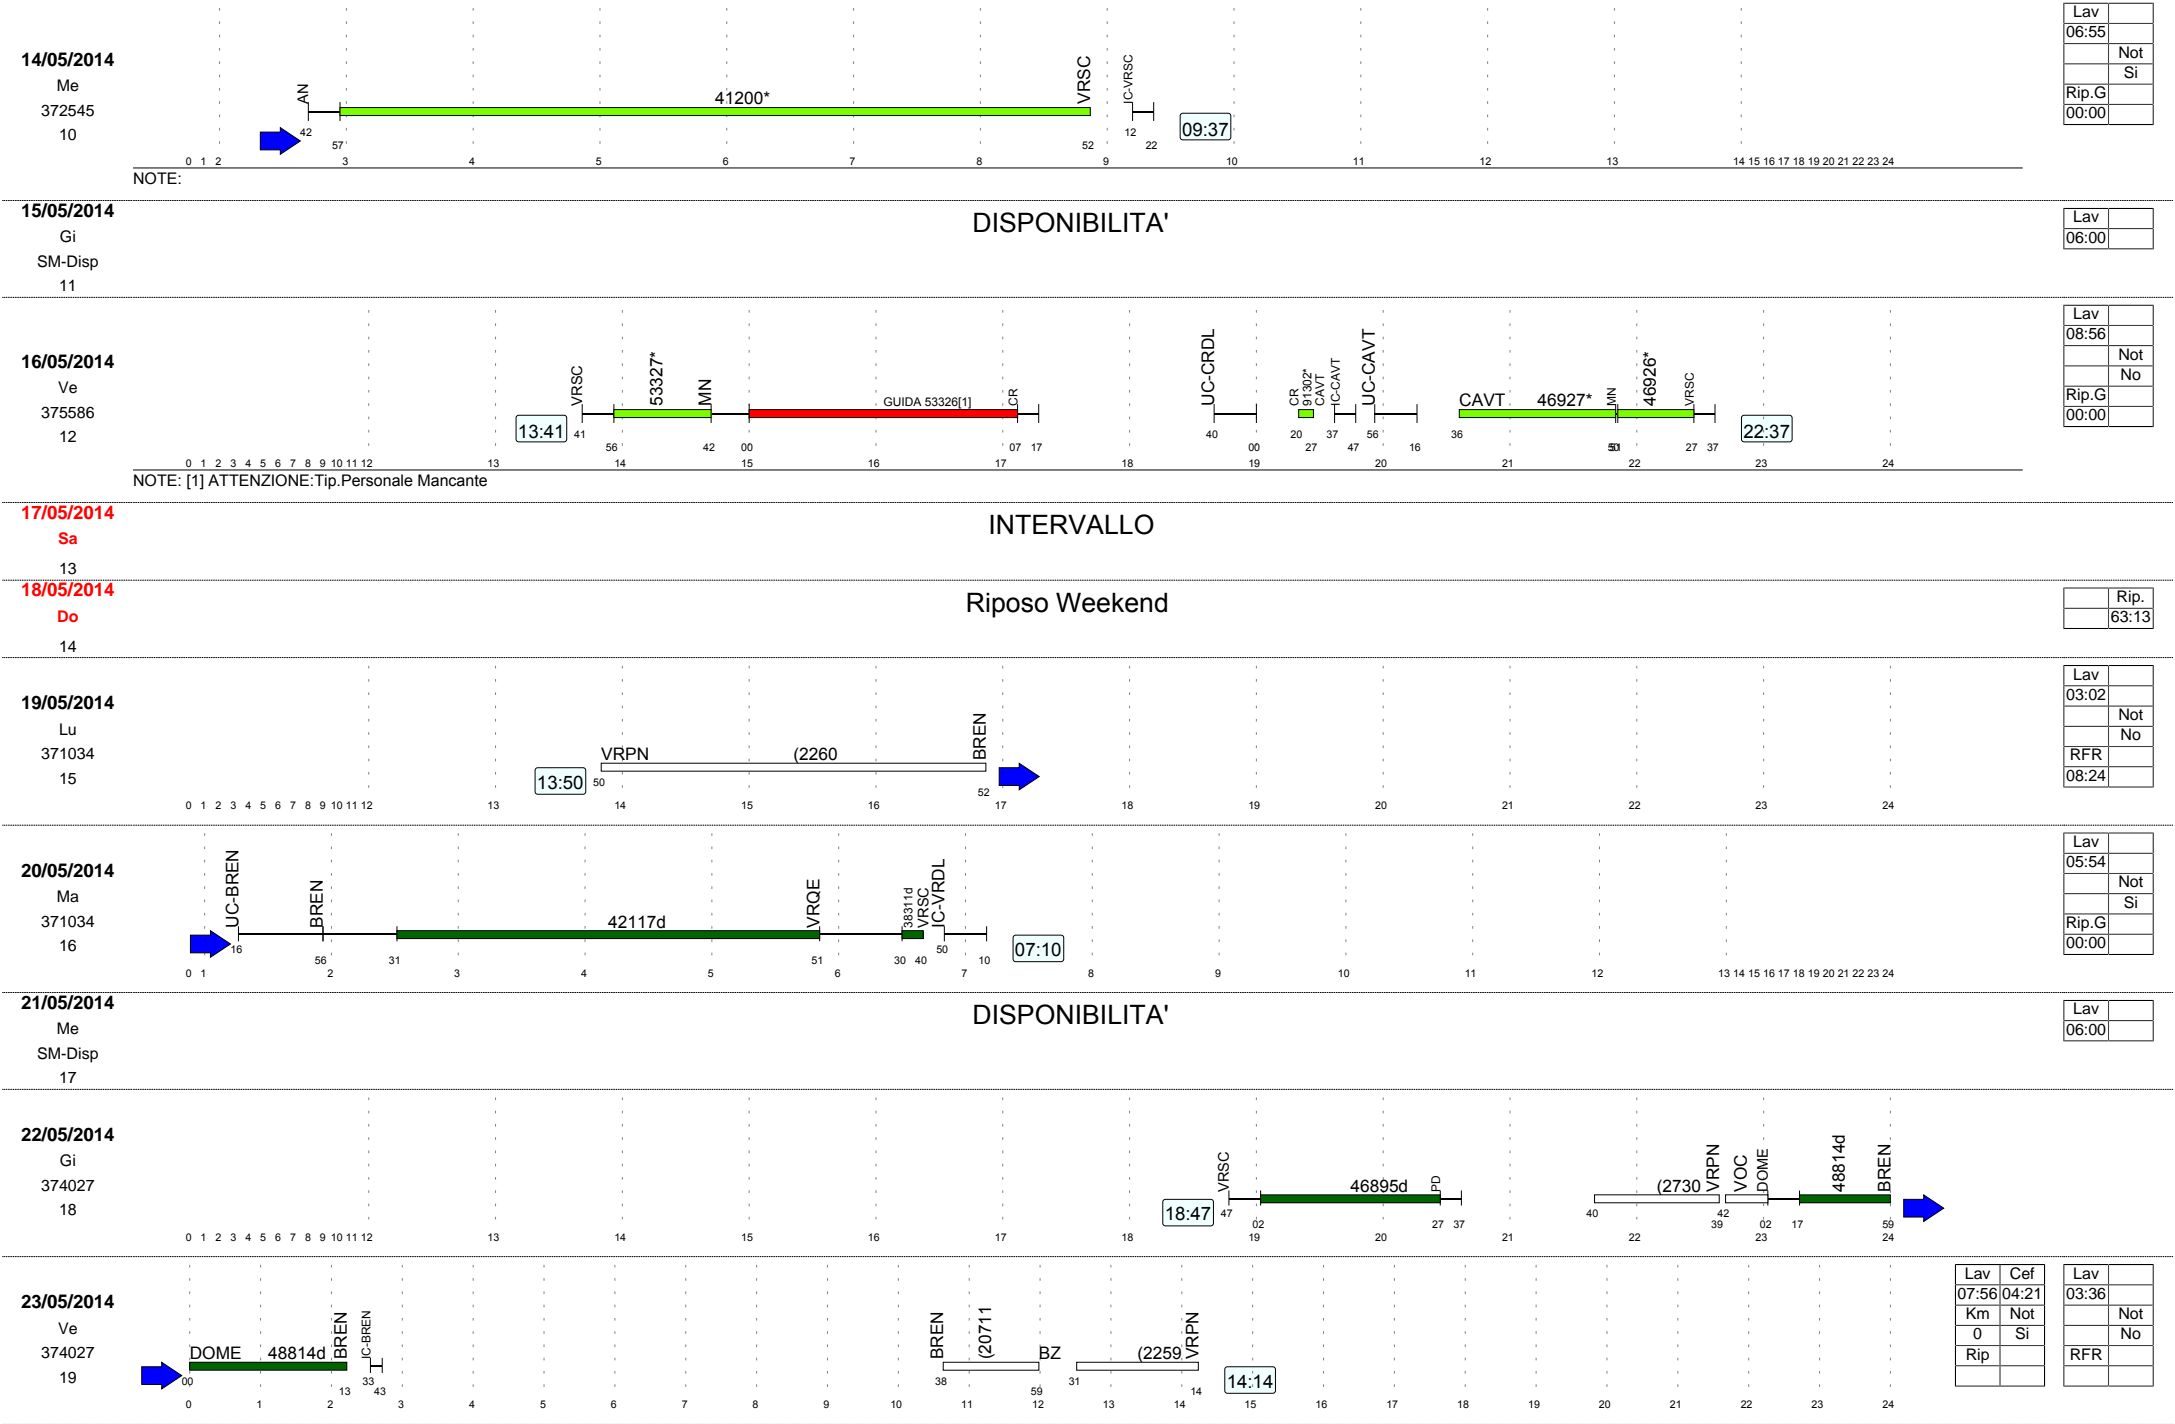 14/05/2014
Me
372545
10
AN
41200*
VRSC
IC-VRSC
42
57
52
12
22
09:37
0 1 2 3 4 5 6 7 8 9 10 11 12 13 14 15 16 17 18 19 20 21 22 23 24
NOTE:
Lav
06:55
Not
Si
Rip.G
00:00
15/05/2014
Gi
SM-Disp
11
DISPONIBILITA'
Lav
06:00
16/05/2014
Ve
375586
12
13:41
VRSC
53327*
MN
GUIDA 53326[1]
CR
UC-CRDL
CR
91302*
CAVT
IC-CAVT
UC-CAVT
CAVT
46927*
MN
46926*
VRSC
41
56
42
00
07
17
40
00
20
27
37
47
56
16
36
27
37
22:37
0 1 2 3 4 5 6 7 8 9 10 11 12 13 14 15 16 17 18 19 20 21 22 23 24
NOTE: [1] ATTENZIONE:Tip.Personale Mancante
Lav
08:56
Not
No
Rip.G
00:00
17/05/2014
Sa
13
INTERVALLO
18/05/2014
Do
14
Riposo Weekend
Rip.
63:13
19/05/2014
Lu
371034
15
13:50
VRPN
(2260
BREN
50
52
0 1 2 3 4 5 6 7 8 9 10 11 12 13 14 15 16 17 18 19 20 21 22 23 24
Lav
03:02
Not
No
RFR
08:24
20/05/2014
Ma
371034
16
UC-BREN
BREN
42117d
VRQE
38311d
VRSC
IC-VRDL
16
56
31
51
30
40
50
10
07:10
0 1 2 3 4 5 6 7 8 9 10 11 12 13 14 15 16 17 18 19 20 21 22 23 24
Lav
05:54
Not
Si
Rip.G
00:00
21/05/2014
Me
SM-Disp
17
DISPONIBILITA'
Lav
06:00
22/05/2014
Gi
374027
18
18:47
VRSC
46895d
PD
(2730
VRPN
VOC
DOME
48814d
BREN
47
02
27
37
40
39
42
02
17
59
0 1 2 3 4 5 6 7 8 9 10 11 12 13 14 15 16 17 18 19 20 21 22 23 24
23/05/2014
Ve
374027
19
DOME
48814d
BREN
IC-BREN
BREN
(20711
BZ
(2259
VRPN
00
13
33
43
38
59
31
14
14:14
0 1 2 3 4 5 6 7 8 9 10 11 12 13 14 15 16 17 18 19 20 21 22 23 24
Lav Cef
07:56 04:21
Km Not
0 Si
Rip
Lav
03:36
Not
No
RFR